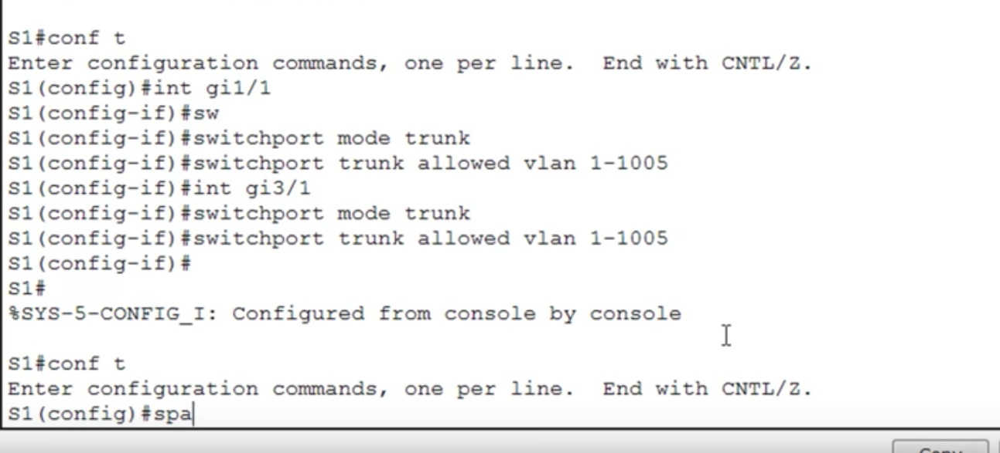 S1#conf t
Enter configuration commands, one per line.  End with CNTL/Z.
S1(config)#int gi1/1
S1(config-if)#sw
S1(config-if)#switchport mode trunk
S1(config-if)#switchport trunk allowed vlan 1-1005
S1(config-if)#int gi3/1
S1(config-if)#switchport mode trunk
S1(config-if)#switchport trunk allowed vlan 1-1005
S1(config-if)#
S1#
%SYS-5-CONFIG_I: Configured from console by console
S1#conf t
Enter configuration commands, one per line.  End with CNTL/Z.
S1(config)#spa
Copy